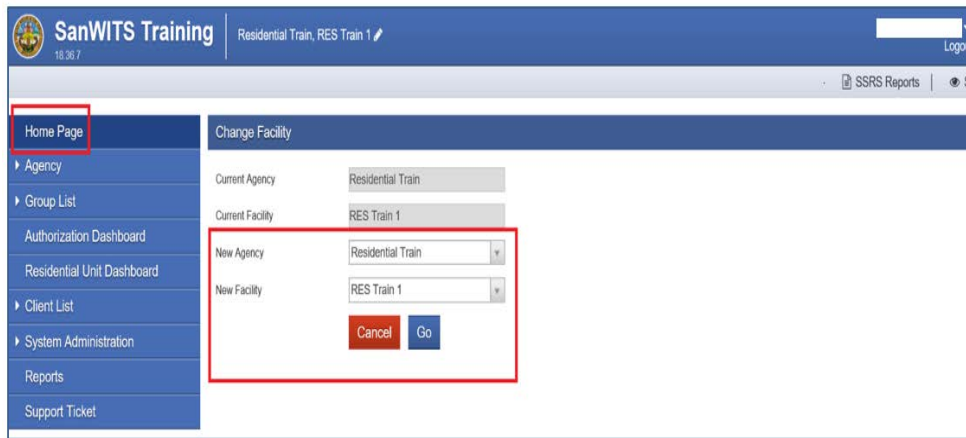 SanWITS Training
18.36.7
Residential Train, RES Train 1
SSRS Reports
Home Page
Agency
Group List
Authorization Dashboard
Residential Unit Dashboard
Client List
System Administration
Reports
Support Ticket
Change Facility
Current Agency Residential Train
Current Facility RES Train 1
New Agency Residential Train
New Facility RES Train 1
Cancel Go